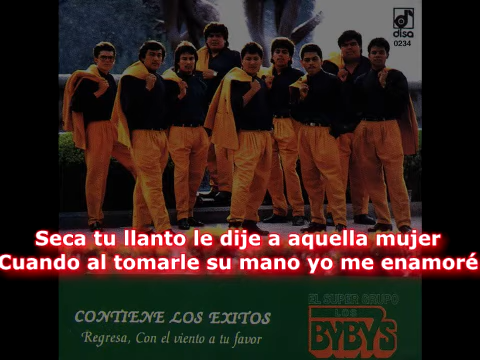 disa
0234
Seca tu llanto le dije a aquella mujer
Cuando al tomarle su mano yo me enamoré
EL SUPER GRUPO
LOS
BYBYS
CONTIENE LOS EXITOS
Regresa, Con el viento a tu favor